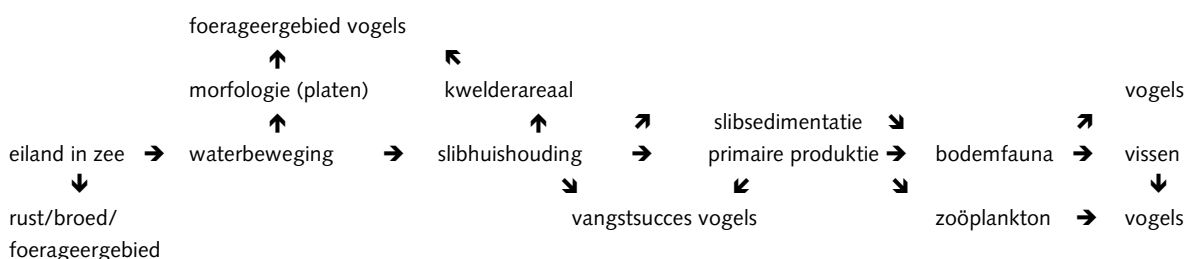 foerageergebied vogels
↑ ↖
morfologie (platen) kwelderareaal vogels
↑ ↑ ↗ slibsedimentatie ↘ ↗
eiland in zee → waterbeweging → slibhuishouding → primaire produktie → bodemfauna → vissen
↓ ↘ ↙ ↘ ↓
rust/broed/ vangstsucces vogels zoöplankton → vogels
foerageergebied